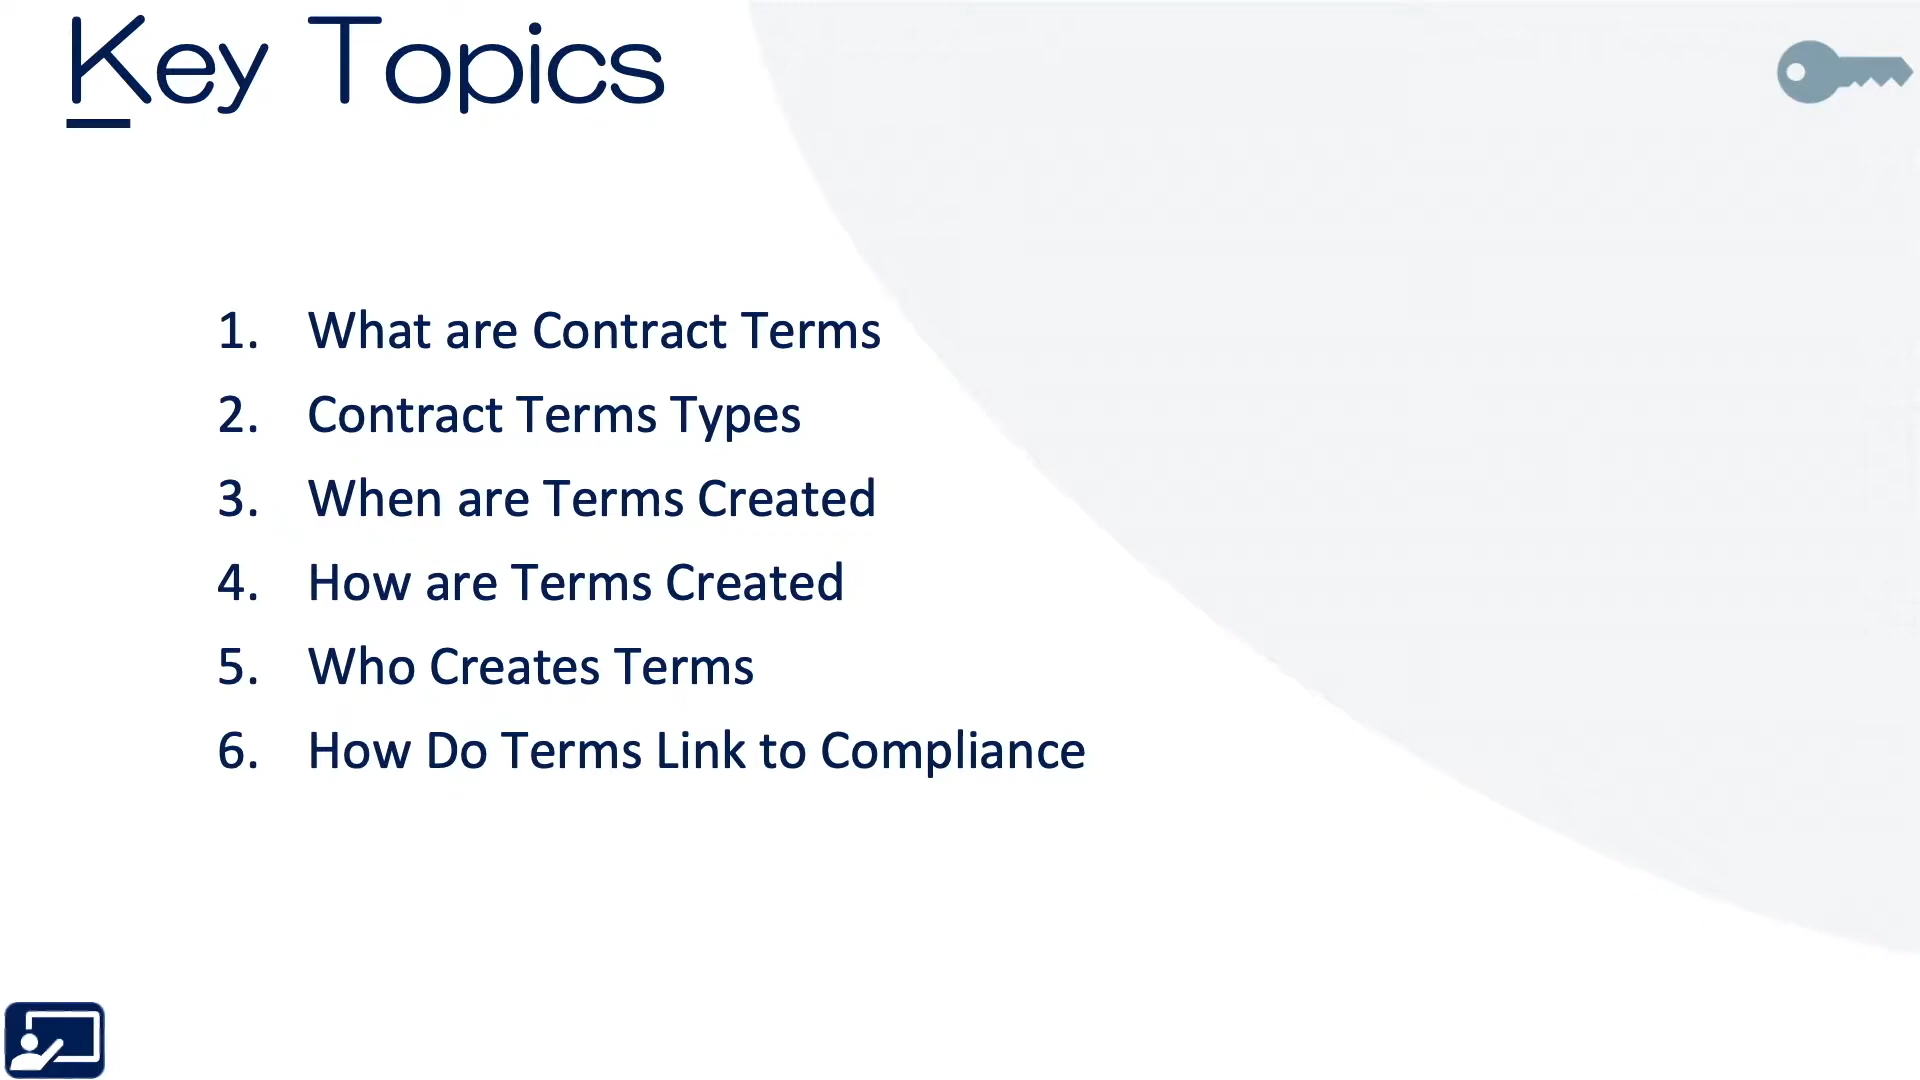 Key Topics
1. What are Contract Terms
2. Contract Terms Types
3. When are Terms Created
4. How are Terms Created
5. Who Creates Terms
6. How Do Terms Link to Compliance